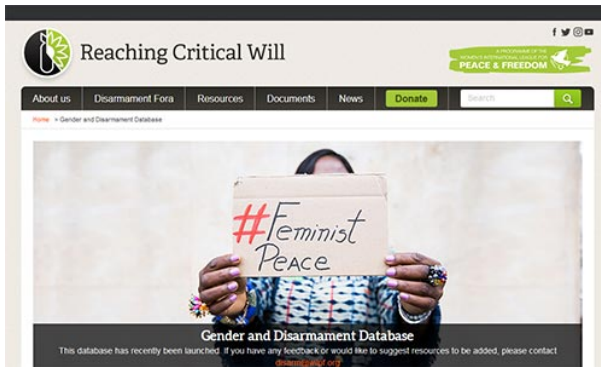 Reaching Critical Will
A PROGRAMME OF THE
WOMEN'S INTERNATIONAL LEAGUE FOR
PEACE & FREEDOM
About us Disarmament Fora Resources Documents News Donate Search
Home » Gender and Disarmament Database
#Feminist
PEACE
Gender and Disarmament Database
This database has recently been launched. If you have any feedback or would like to suggest resources to be added, please contact